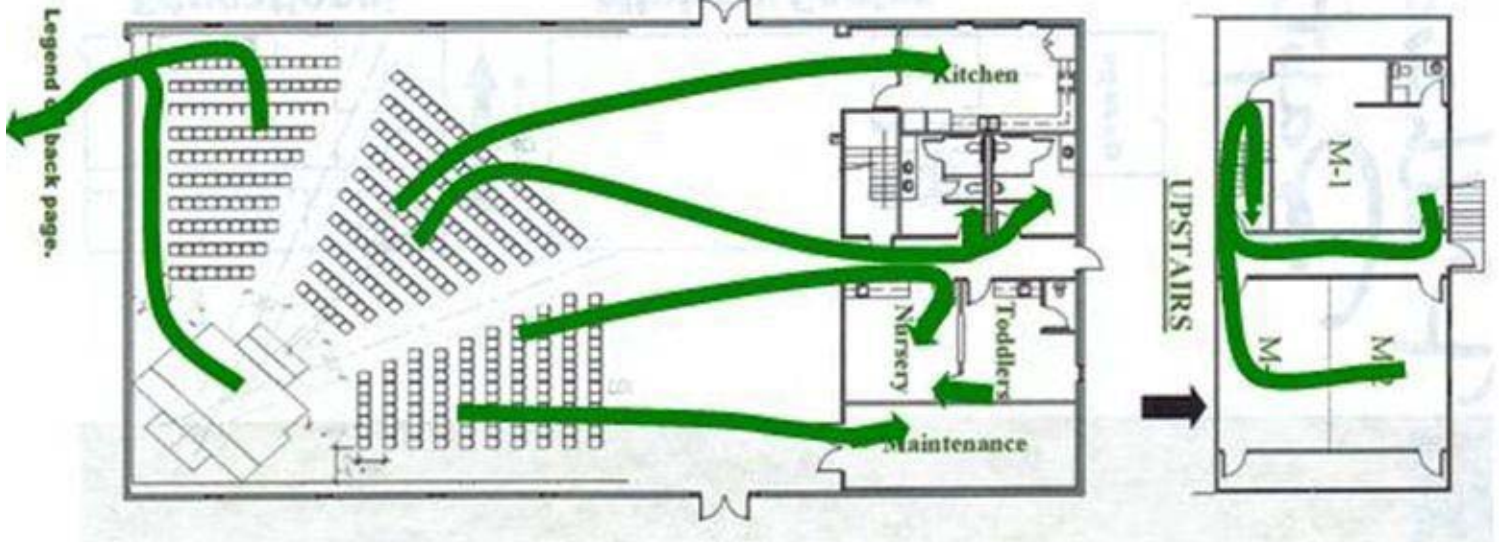 Legend on back page.
Kitchen
Nursery
Toddlers
Maintenance
UPSTAIRS
M-1
M-
M-2